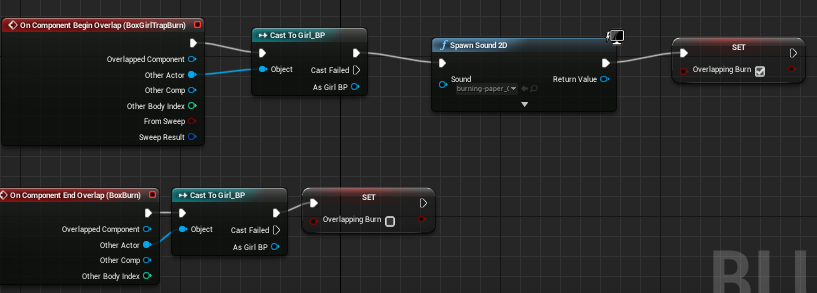 On Component Begin Overlap (BoxGirlTrapBurn)
Overlapped Component
Other Actor
Other Comp
Other Body Index
From Sweep
Sweep Result
Cast To Girl_BP
Object
Cast Failed
As Girl BP
Spawn Sound 2D
Sound
burning-paper_(
Return Value
SET
Overlapping Burn
On Component End Overlap (BoxBurn)
Overlapped Component
Other Actor
Other Comp
Other Body Index
Cast To Girl_BP
Object
Cast Failed
As Girl BP
SET
Overlapping Burn